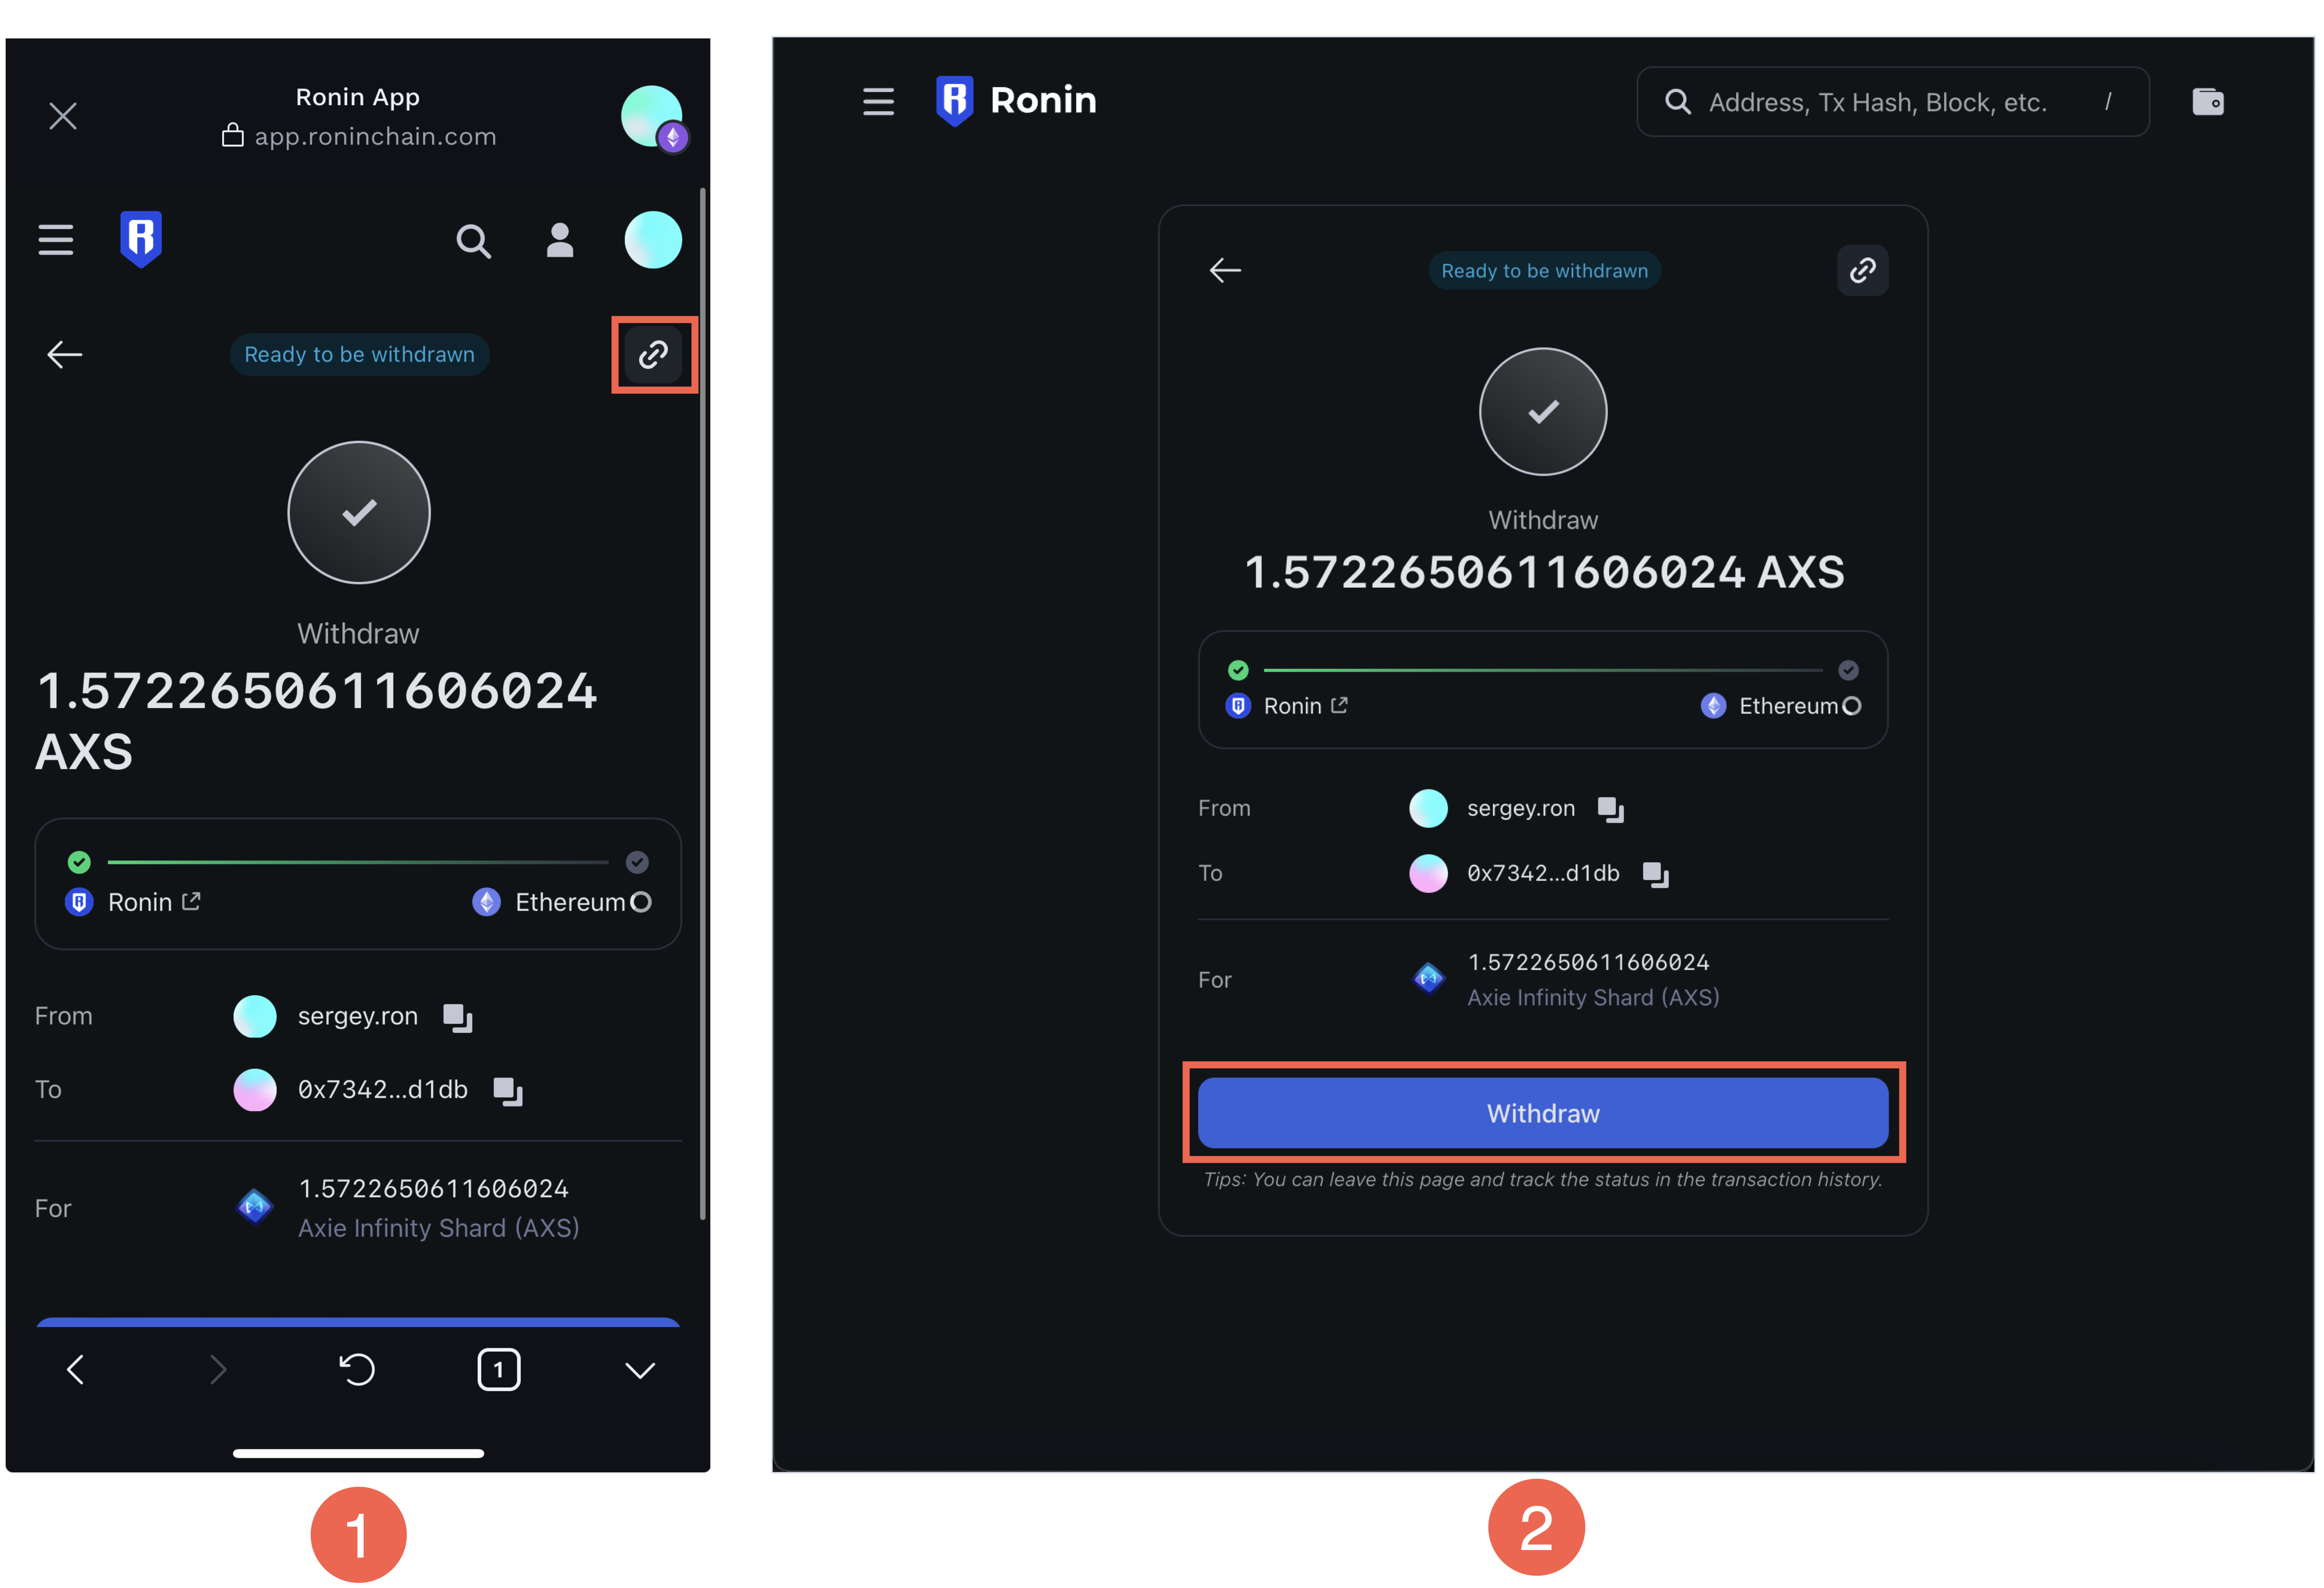 Ronin App
app.roninchain.com
Ready to be withdrawn
Withdraw
1.5722650611606024
AXS
Ronin
Ethereum
From
sergey.ron
To
0x7342...d1db
For
1.5722650611606024
Axie Infinity Shard (AXS)
1
1
Ronin
Address, Tx Hash, Block, etc. /
Ready to be withdrawn
Withdraw
1.5722650611606024 AXS
Ronin
Ethereum
From
sergey.ron
To
0x7342...d1db
For
1.5722650611606024
Axie Infinity Shard (AXS)
Withdraw
Tips: You can leave this page and track the status in the transaction history.
2